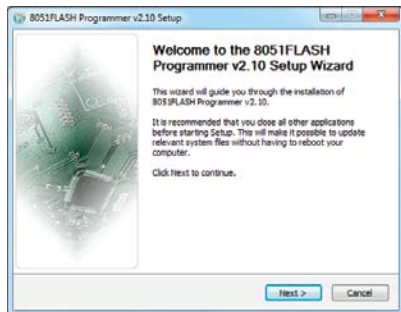 8051FLASH Programmer v2.10 Setup
Welcome to the 8051FLASH
Programmer v2.10 Setup Wizard
This wizard will guide you through the installation of
8051FLASH Programmer v2.10.
It is recommended that you close all other applications
before starting Setup. This will make it possible to update
relevant system files without having to reboot your
computer.
Click Next to continue.
Next >
Cancel